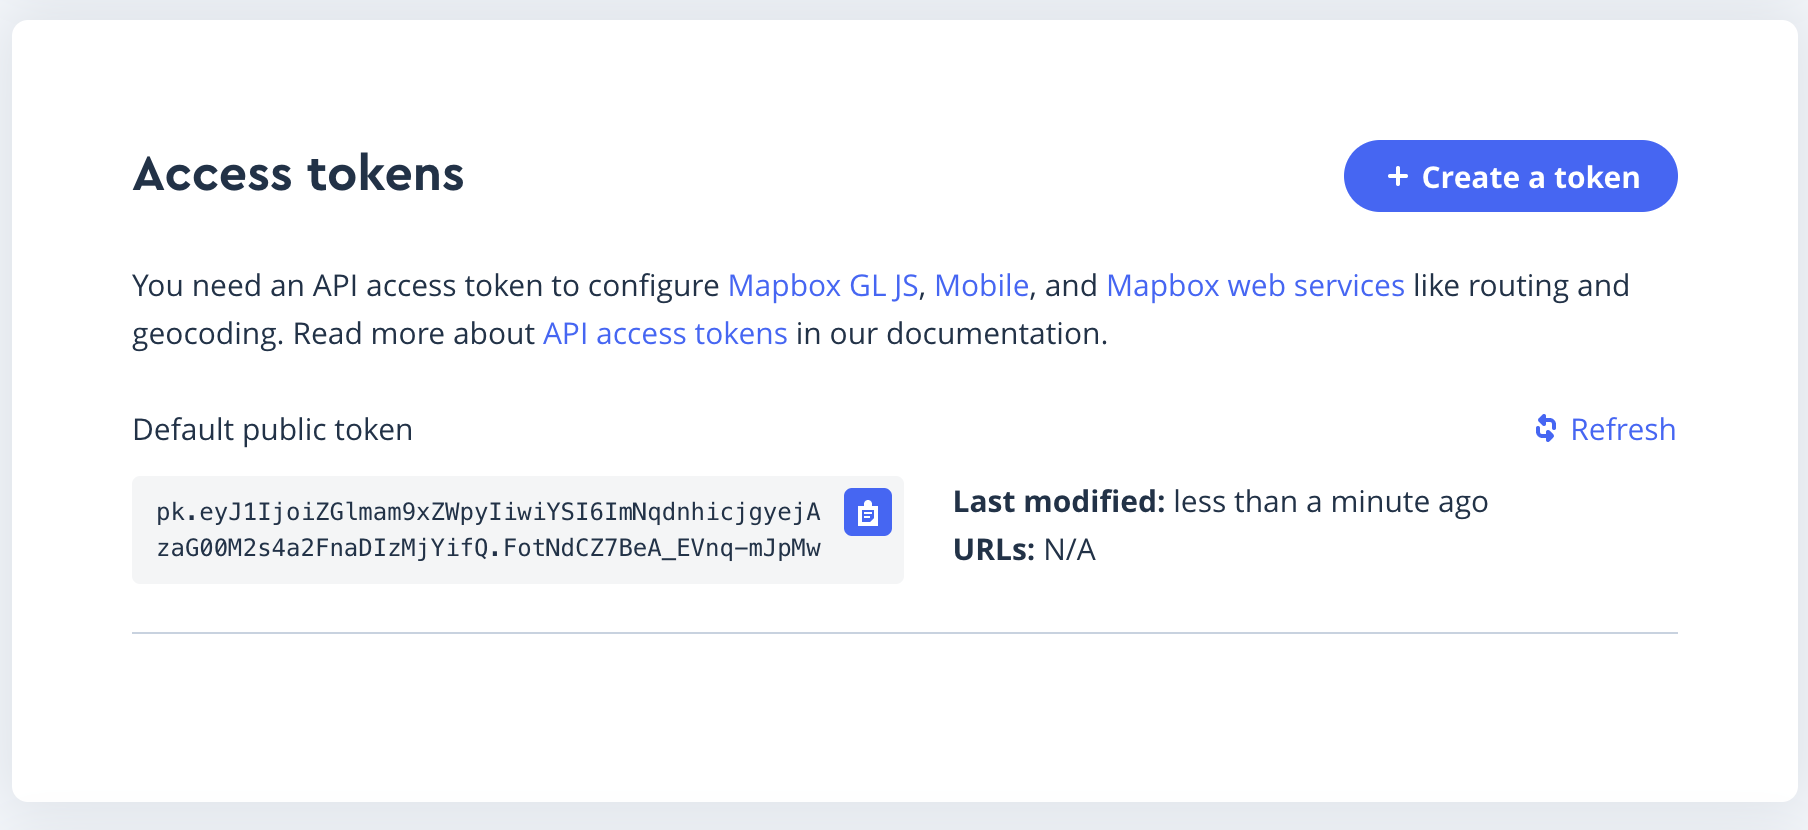 Access tokens
+ Create a token
You need an API access token to configure Mapbox GL JS, Mobile, and Mapbox web services like routing and
geocoding. Read more about API access tokens in our documentation.
Default public token
Refresh
pk.eyJ1IjoiZGlmam9xZWpyIiwiYSI6ImNqdnhicjgyejA
zaG00M2s4a2FnaDIzMjYifQ.FotNdCZ7BeA_EVnq-mJpMw
Last modified: less than a minute ago
URLs: N/A